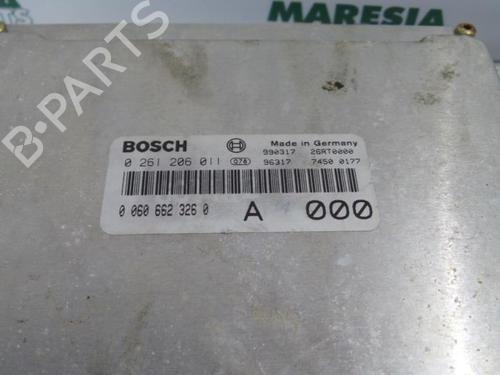 MARESIA
BOSCH Made in Germany
0 261 206 011 Q76 990317 26RT0000
96317 7450 0177
0 060 662 326 0 A 000
B-PARTS